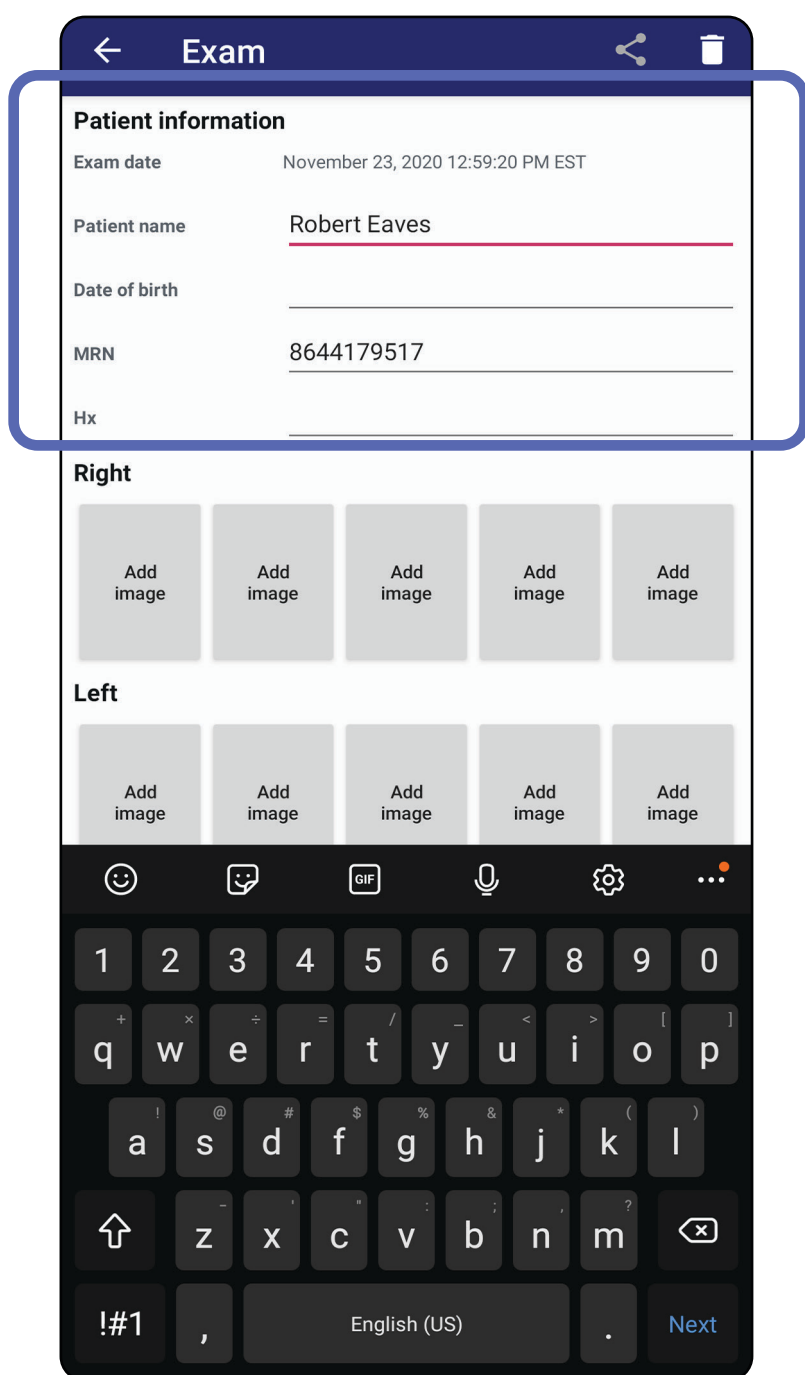 Exam
Patient information
Exam date November 23, 2020 12:59:20 PM EST
Patient name Robert Eaves
Date of birth
MRN 8644179517
Hx
Right
Add image Add image Add image Add image Add image
Left
Add image Add image Add image Add image Add image
GIF
1 2 3 4 5 6 7 8 9 0
+ × ÷ = / _ < > [ ]
q w e r t y u i o p
! @ # $ % & * ( )
a s d f g h j k l
- ' " : ; , ?
z x c v b n m
!#1 , English (US) . Next